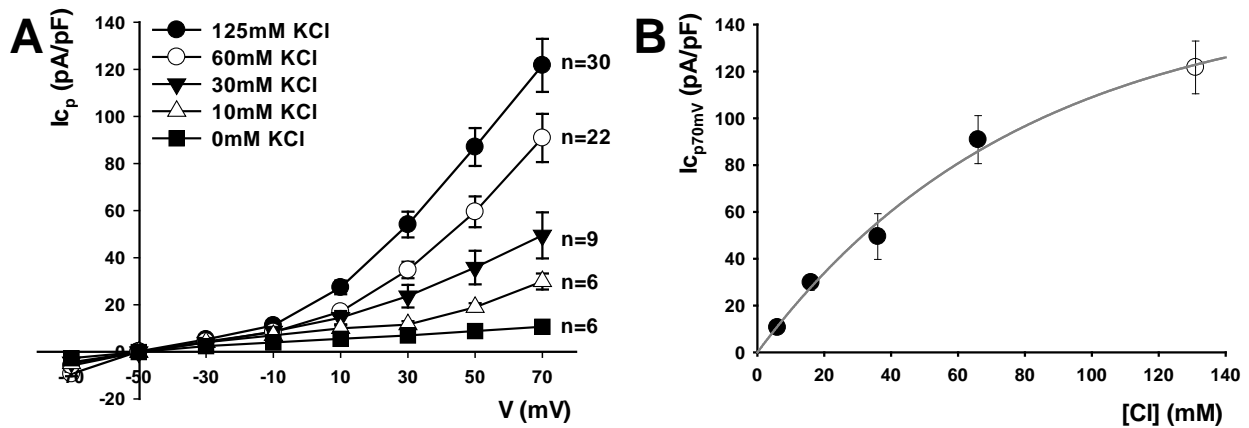 A
Ic_p (pA/pF)
140
120
100
80
60
40
20
0
-20
125mM KCl
60mM KCl
30mM KCl
10mM KCl
0mM KCl
n=30
n=22
n=9
n=6
n=6
-70 -50 -30 -10 10 30 50 70
V (mV)
B
Ic_p70mV (pA/pF)
140
120
100
80
60
40
20
0
0 20 40 60 80 100 120 140
[Cl] (mM)